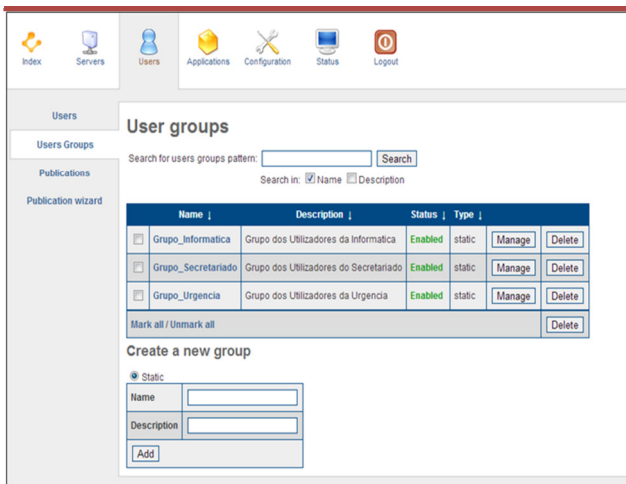 Index Servers Users Applications Configuration Status Logout
Users
Users Groups
Publications
Publication wizard
User groups
Search for users groups pattern: Search
Search in: Name Description
Name ↓ Description ↓ Status ↓ Type ↓
Grupo_Informatica Grupo dos Utilizadores da Informatica Enabled static Manage Delete
Grupo_Secretariado Grupo dos Utilizadores do Secretariado Enabled static Manage Delete
Grupo_Urgencia Grupo dos Utilizadores da Urgencia Enabled static Manage Delete
Mark all / Unmark all Delete
Create a new group
Static
Name
Description
Add